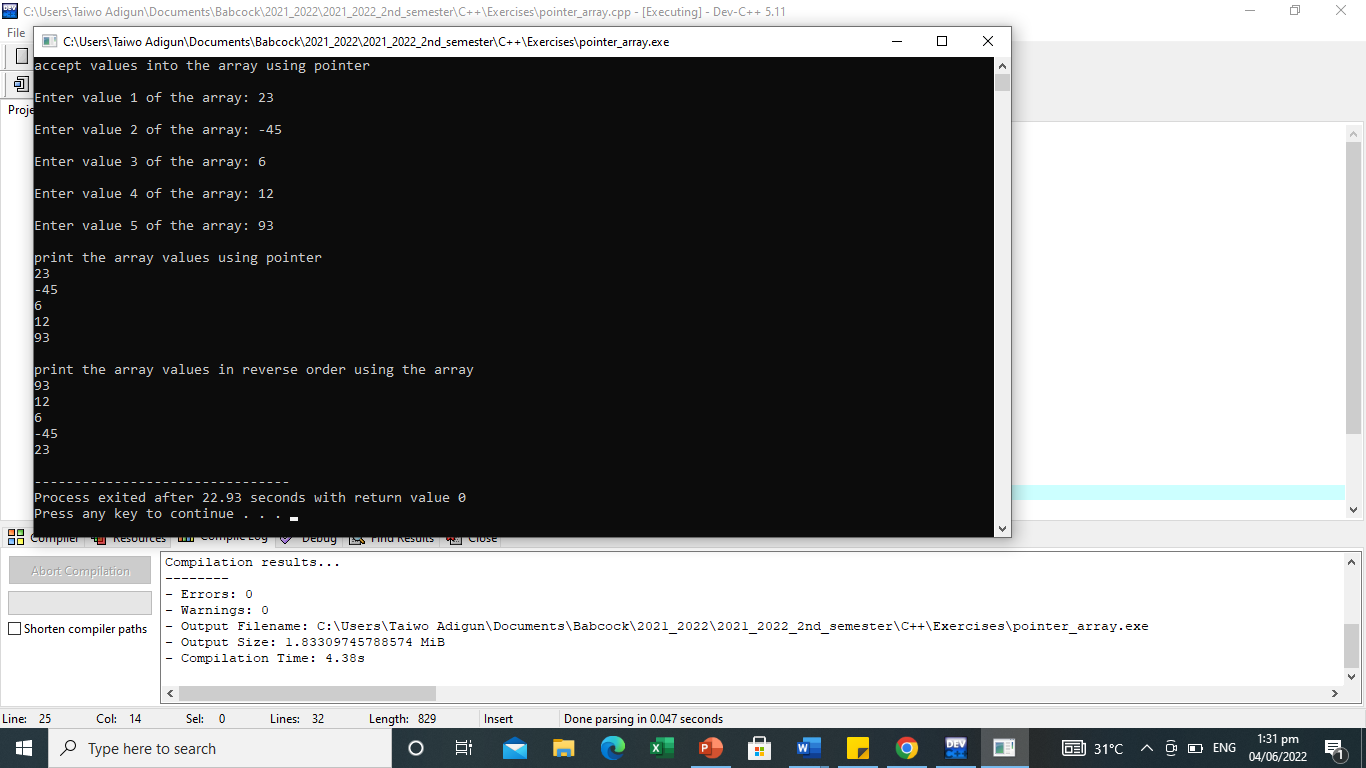 C:\Users\Taiwo Adigun\Documents\Babcock\2021_2022\2021_2022_2nd_semester\C++\Exercises\pointer_array.cpp - [Executing] - Dev-C++ 5.11
File
C:\Users\Taiwo Adigun\Documents\Babcock\2021_2022\2021_2022_2nd_semester\C++\Exercises\pointer_array.exe
Proje
accept values into the array using pointer
Enter value 1 of the array: 23
Enter value 2 of the array: -45
Enter value 3 of the array: 6
Enter value 4 of the array: 12
Enter value 5 of the array: 93
print the array values using pointer
23
-45
6
12
93
print the array values in reverse order using the array
93
12
6
-45
23
--------------------------------
Process exited after 22.93 seconds with return value 0
Press any key to continue . . .
Compiler Resources Compile Log Debug Find Results Close
Abort Compilation
Shorten compiler paths
Compilation results...
--------
- Errors: 0
- Warnings: 0
- Output Filename: C:\Users\Taiwo Adigun\Documents\Babcock\2021_2022\2021_2022_2nd_semester\C++\Exercises\pointer_array.exe
- Output Size: 1.83309745788574 MiB
- Compilation Time: 4.38s
Line: 25 Col: 14 Sel: 0 Lines: 32 Length: 829 Insert Done parsing in 0.047 seconds
Type here to search
DEV
31°C
ENG
1:31 pm
04/06/2022
1